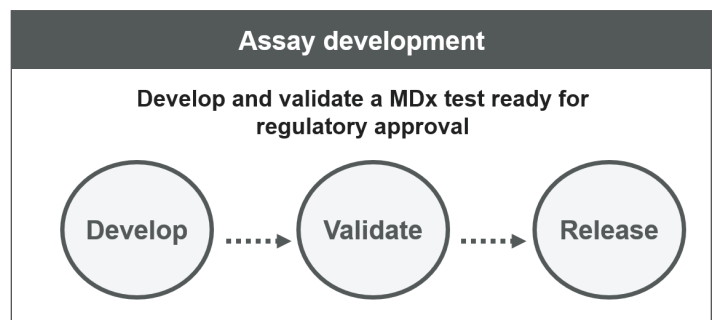 Assay development
Develop and validate a MDx test ready for
regulatory approval
Develop
Validate
Release